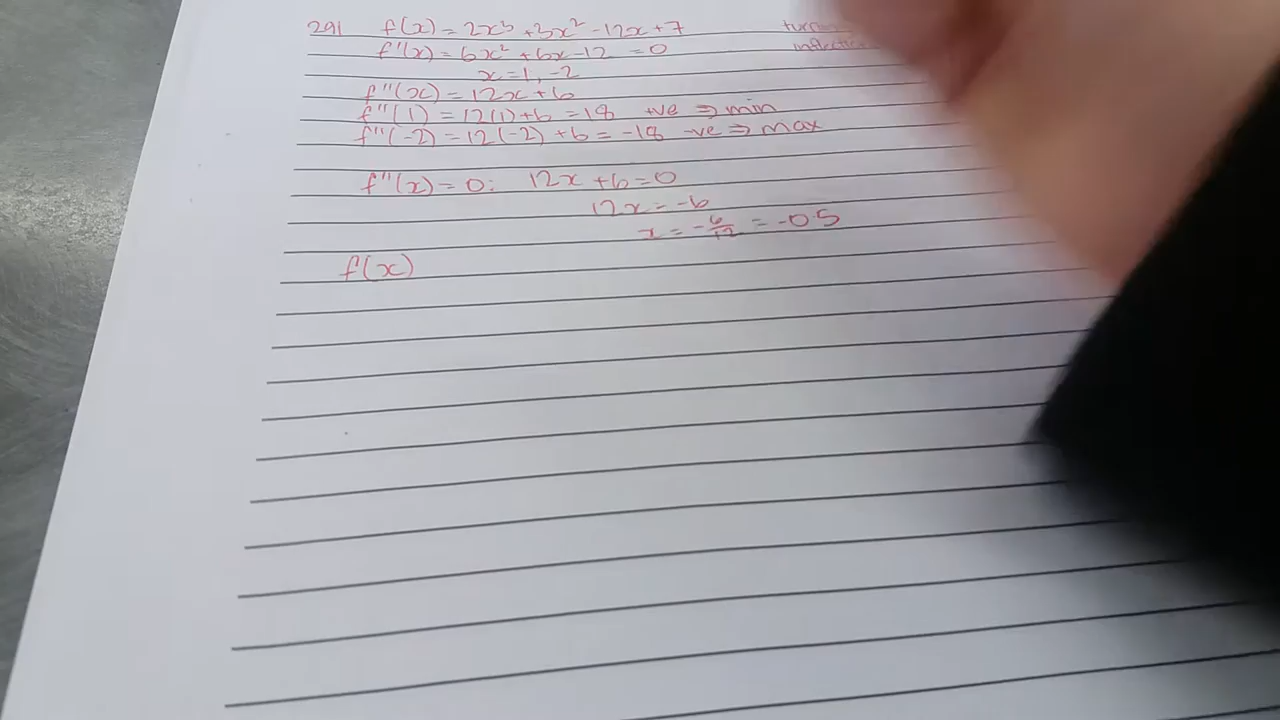 291 f(x) = 2x³ + 3x² - 12x + 7
f'(x) = 6x² + 6x - 12 = 0
x = 1, -2
f''(x) = 12x + 6
f''(1) = 12(1) + 6 = 18 +ve ⇒ min
f''(-2) = 12(-2) + 6 = -18 -ve ⇒ max
f''(x) = 0: 12x + 6 = 0
12x = -6
x = -6/12 = -0.5
f(x)